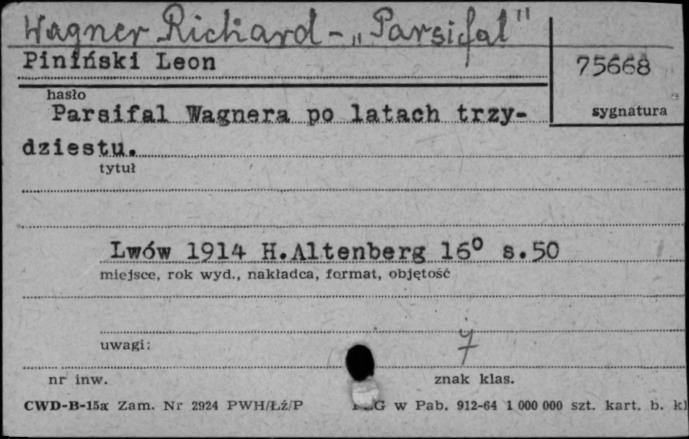 Wagner Richard - „Parsifal"
Piniński Leon
75668
hasło
sygnatura
Parsifal Wagnera po latach trzy-
dziestu.
tytuł
Lwów 1914 H.Altenberg 16° s.50
miejsce, rok wyd., nakładca, format, objętość
uwagi:
7
nr inw.
znak klas.
CWD-B-15a Zam. Nr 2924 PWH/Łź/P
G w Pab. 912-64 1 000 000 szt. kart. b. kl